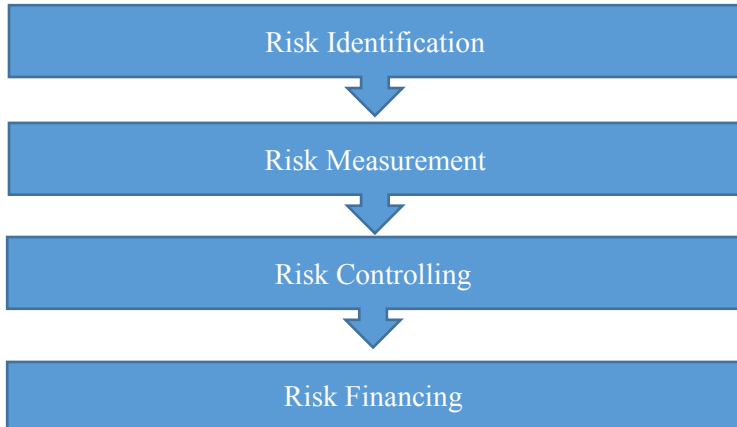 Risk Identification
Risk Measurement
Risk Controlling
Risk Financing